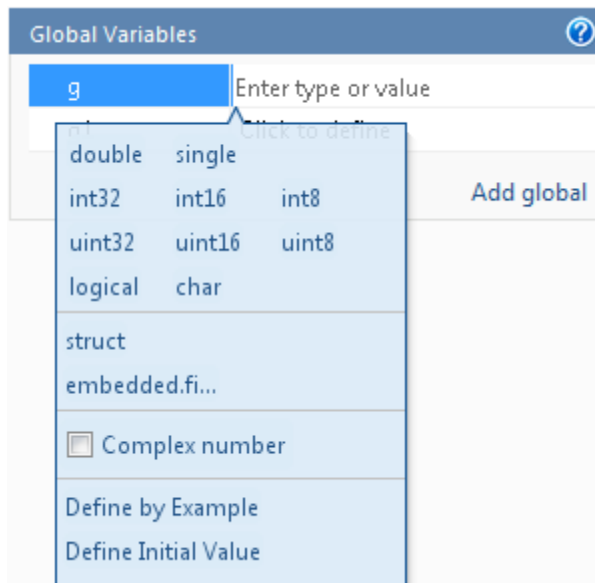 Global Variables
g Enter type or value
Click to define
double single
int32 int16 int8
Add global
uint32 uint16 uint8
logical char
struct
embedded.fi...
Complex number
Define by Example
Define Initial Value